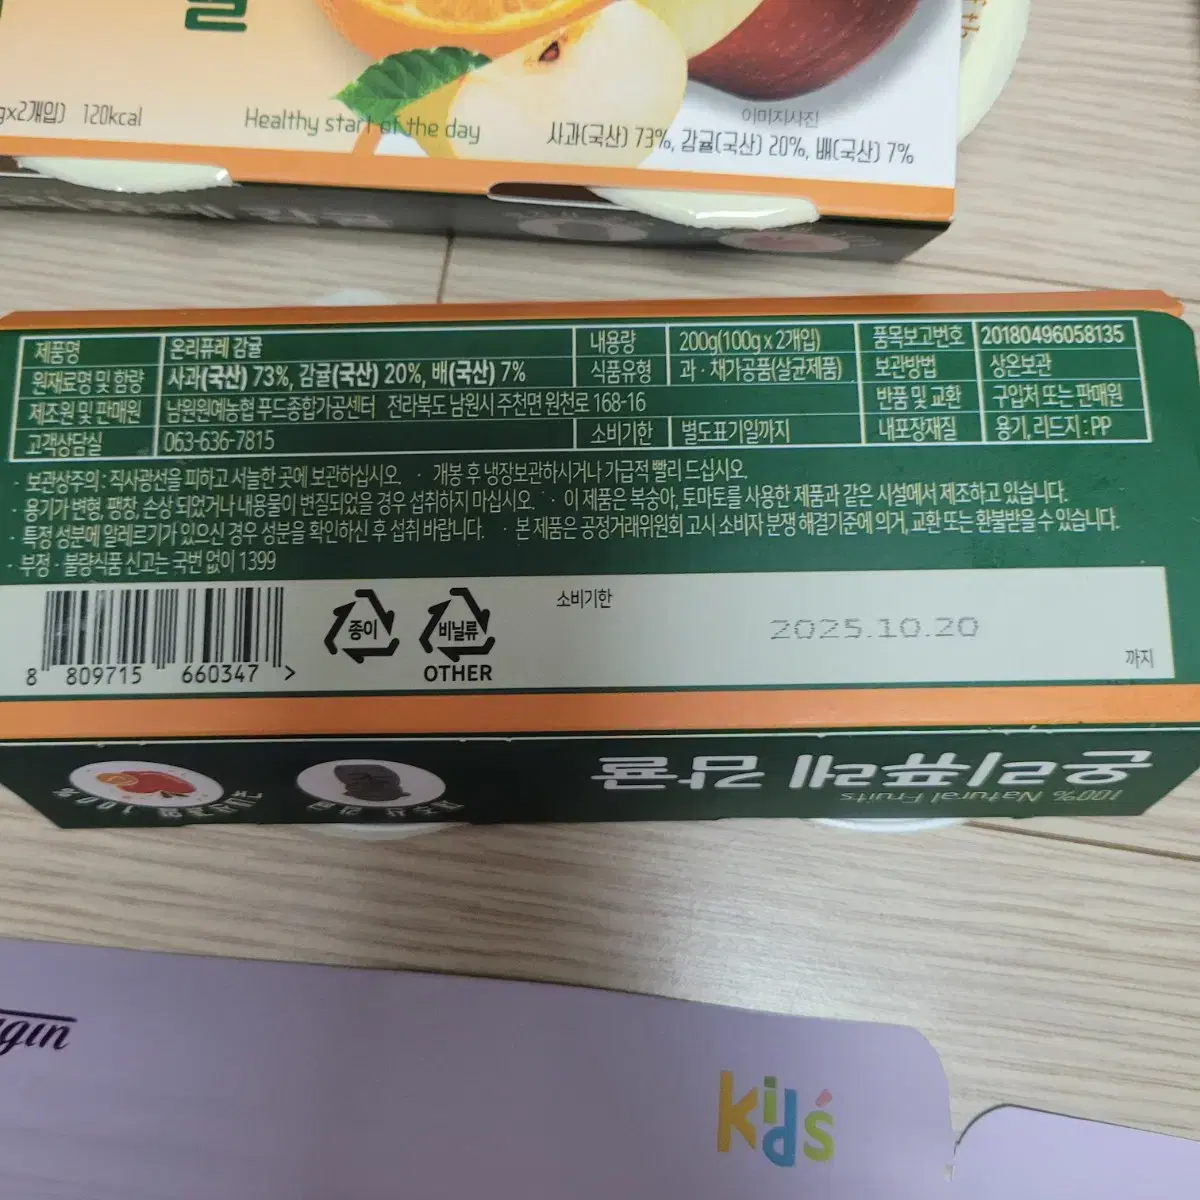 gx2개입) 120kcal
Healthy start of the day
이미지사진
사과(국산) 73%, 감귤(국산) 20%, 배(국산) 7%
제품명 온리퓨레 감귤 내용량 200g(100g x 2개입) 품목보고번호 20180496058135
원재료명 및 함량 사과(국산) 73%, 감귤(국산) 20%, 배(국산) 7% 식품유형 과·채가공품(살균제품) 보관방법 상온보관
제조원 및 판매원 남원원예농협 푸드종합가공센터 전라북도 남원시 주천면 원천로 168-16 반품 및 교환 구입처 또는 판매원
고객상담실 063-636-7815 소비기한 별도표기일까지 내포장재질 용기,리드지 : PP
· 보관상주의 : 직사광선을 피하고 서늘한 곳에 보관하십시오. · 개봉 후 냉장보관하시거나 가급적 빨리 드십시오.
· 용기가 변형, 팽창, 손상 되었거나 내용물이 변질되었을 경우 섭취하지 마십시오. · 이 제품은 복숭아, 토마토를 사용한 제품과 같은 시설에서 제조하고 있습니다.
· 특정 성분에 알레르기가 있으신 경우 성분을 확인하신 후 섭취 바랍니다. · 본 제품은 공정거래위원회 고시 소비자 분쟁 해결기준에 의거, 교환 또는 환불받을 수 있습니다.
· 부정·불량식품 신고는 국번 없이 1399
종이
비닐류
OTHER
소비기한
2025.10.20
까지
8 809715 660347 >
100% Natural Fruits
온리퓨레 감귤
gin
Kids